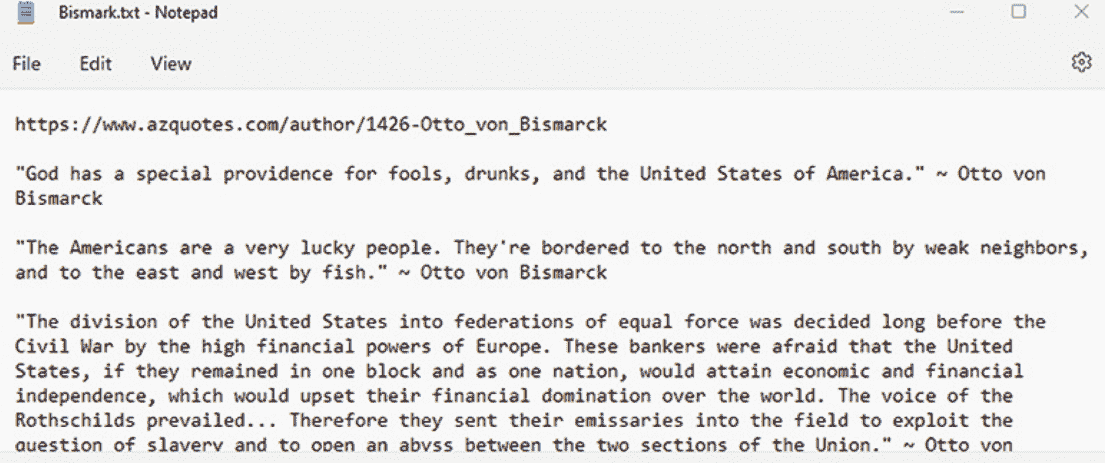 Bismark.txt - Notepad
File Edit View
https://www.azquotes.com/author/1426-Otto_von_Bismarck
"God has a special providence for fools, drunks, and the United States of America." ~ Otto von
Bismarck
"The Americans are a very lucky people. They're bordered to the north and south by weak neighbors,
and to the east and west by fish." ~ Otto von Bismarck
"The division of the United States into federations of equal force was decided long before the
Civil War by the high financial powers of Europe. These bankers were afraid that the United
States, if they remained in one block and as one nation, would attain economic and financial
independence, which would upset their financial domination over the world. The voice of the
Rothschilds prevailed... Therefore they sent their emissaries into the field to exploit the
question of slavery and to open an abyss between the two sections of the Union." ~ Otto von